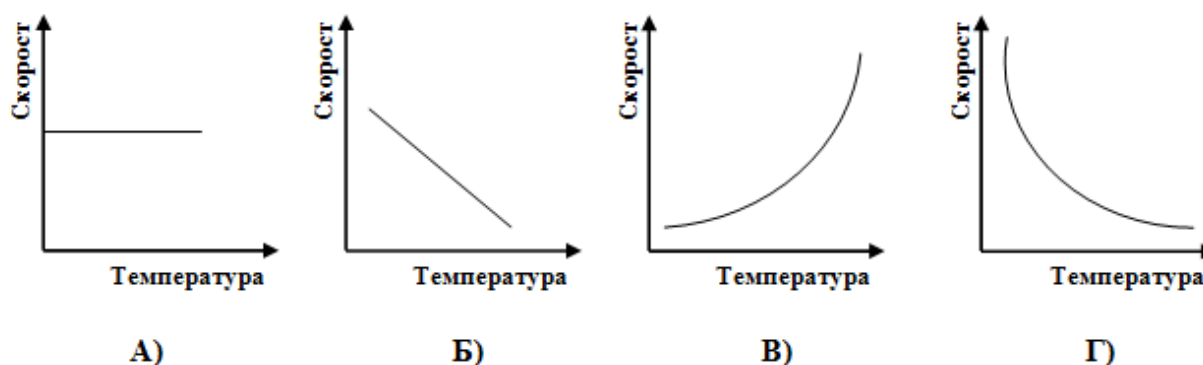 Скорост
Скорост
Скорост
Скорост
Температура
Температура
Температура
Температура
А)
Б)
В)
Г)